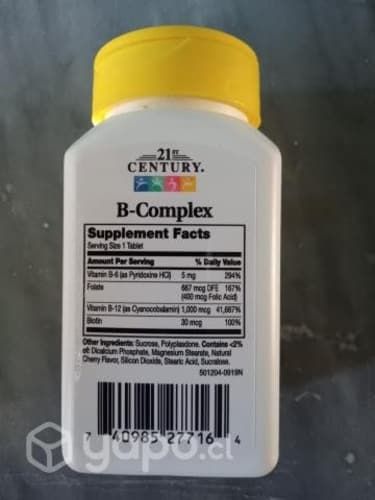 21ST
CENTURY®
B-Complex
Supplement Facts
Serving Size 1 Tablet
Amount Per Serving % Daily Value
Vitamin B-6 (as Pyridoxine HCl) 5 mg 294%
Folate 667 mcg DFE 167%
(400 mcg Folic Acid)
Vitamin B-12 (as Cyanocobalamin) 1,000 mcg 41,667%
Biotin 30 mcg 100%
Other Ingredients: Sucrose, Polyplasdone. Contains <2%
of: Dicalcium Phosphate, Magnesium Stearate, Natural
Cherry Flavor, Silicon Dioxide, Stearic Acid, Sucralose.
501204-0919N
7 40985 27716 4
yapo.cl